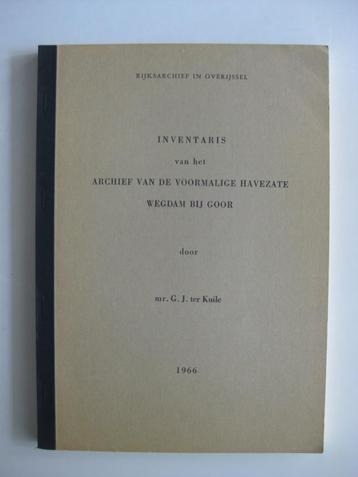 RIJKSARCHIEF IN OVERIJSSEL
INVENTARIS
van het
ARCHIEF VAN DE VOORMALIGE HAVEZATE
WEGDAM BIJ GOOR
door
mr. G. J. ter Kuile
1966